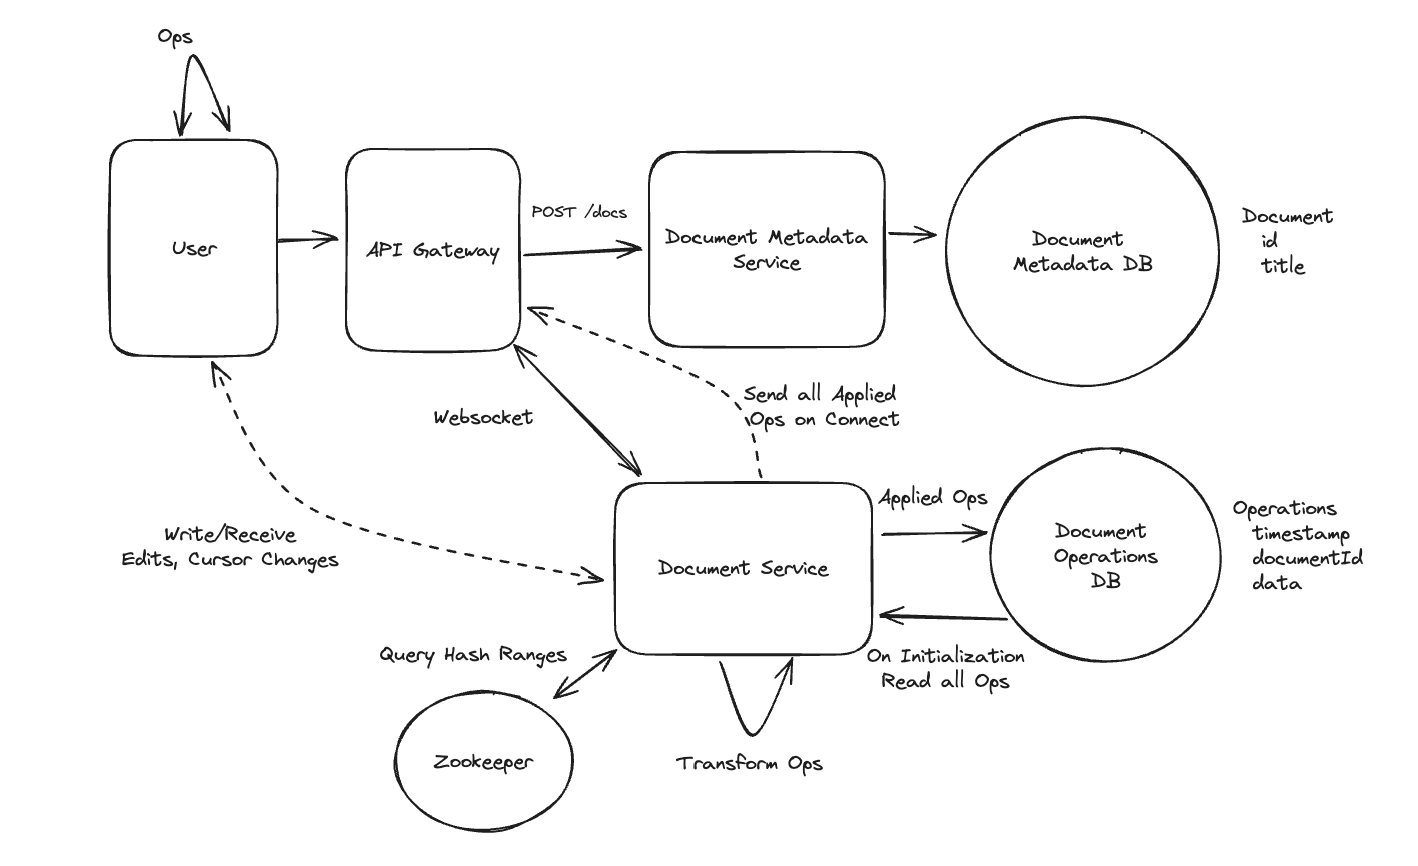 Ops
User
API Gateway
POST /docs
Document Metadata
Service
Document
Metadata DB
Document
id
title
Websocket
Send all Applied
Ops on Connect
Write/Receive
Edits, Cursor Changes
Document Service
Applied Ops
Document
Operations
DB
Operations
timestamp
documentId
data
On Initialization
Read all Ops
Query Hash Ranges
Zookeeper
Transform Ops